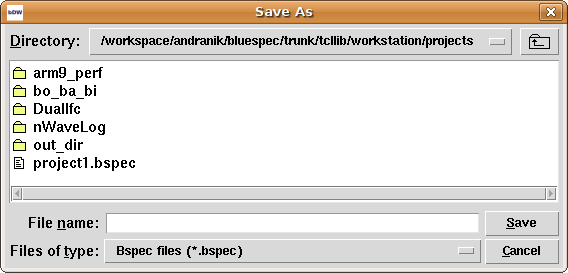 BDW
Save As
Directory: /workspace/andranik/bluespec/trunk/tcllib/workstation/projects
arm9_perf
bo_ba_bi
DualIfc
nWaveLog
out_dir
project1.bspec
File name: Save
Files of type: Bspec files (*.bspec) Cancel